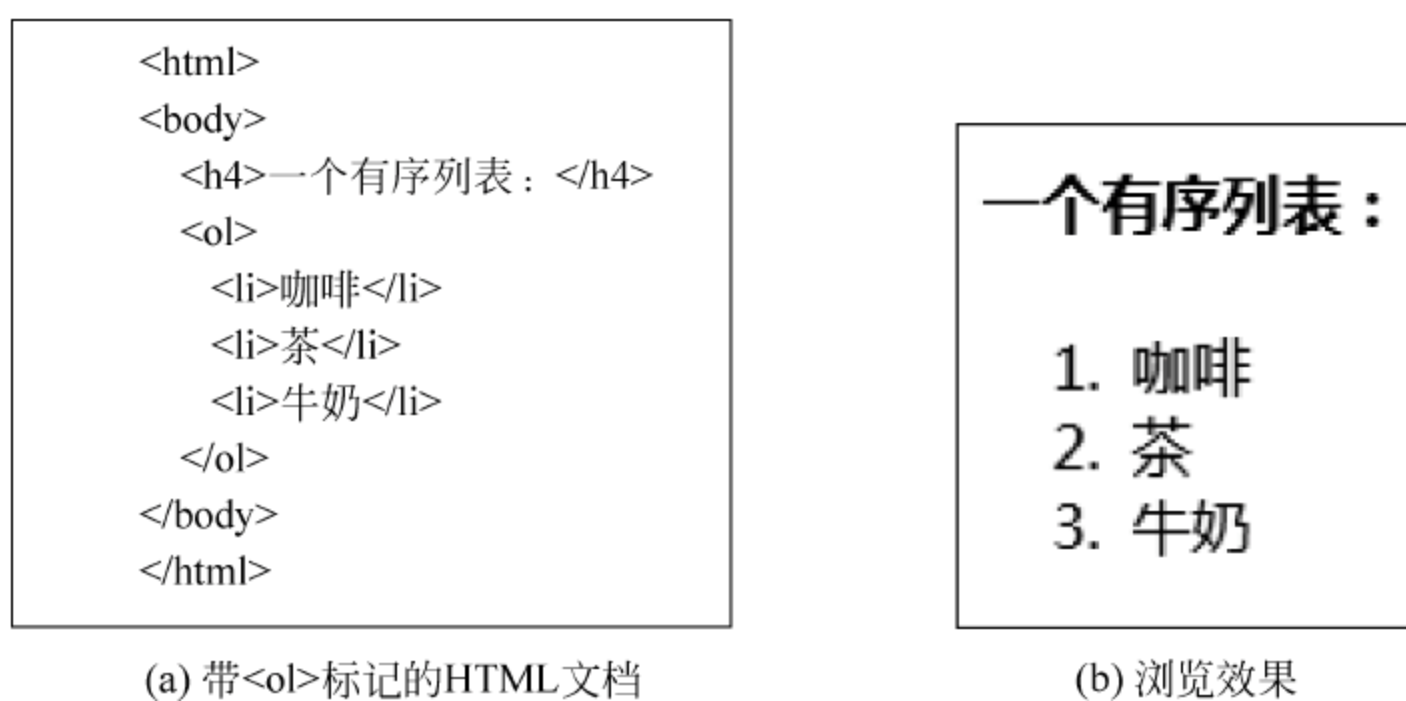 <html>
<body>
<h4>一个有序列表：</h4>
<ol>
<li>咖啡</li>
<li>茶</li>
<li>牛奶</li>
</ol>
</body>
</html>
(a) 带<ol>标记的HTML文档
一个有序列表：
1. 咖啡
2. 茶
3. 牛奶
(b) 浏览效果